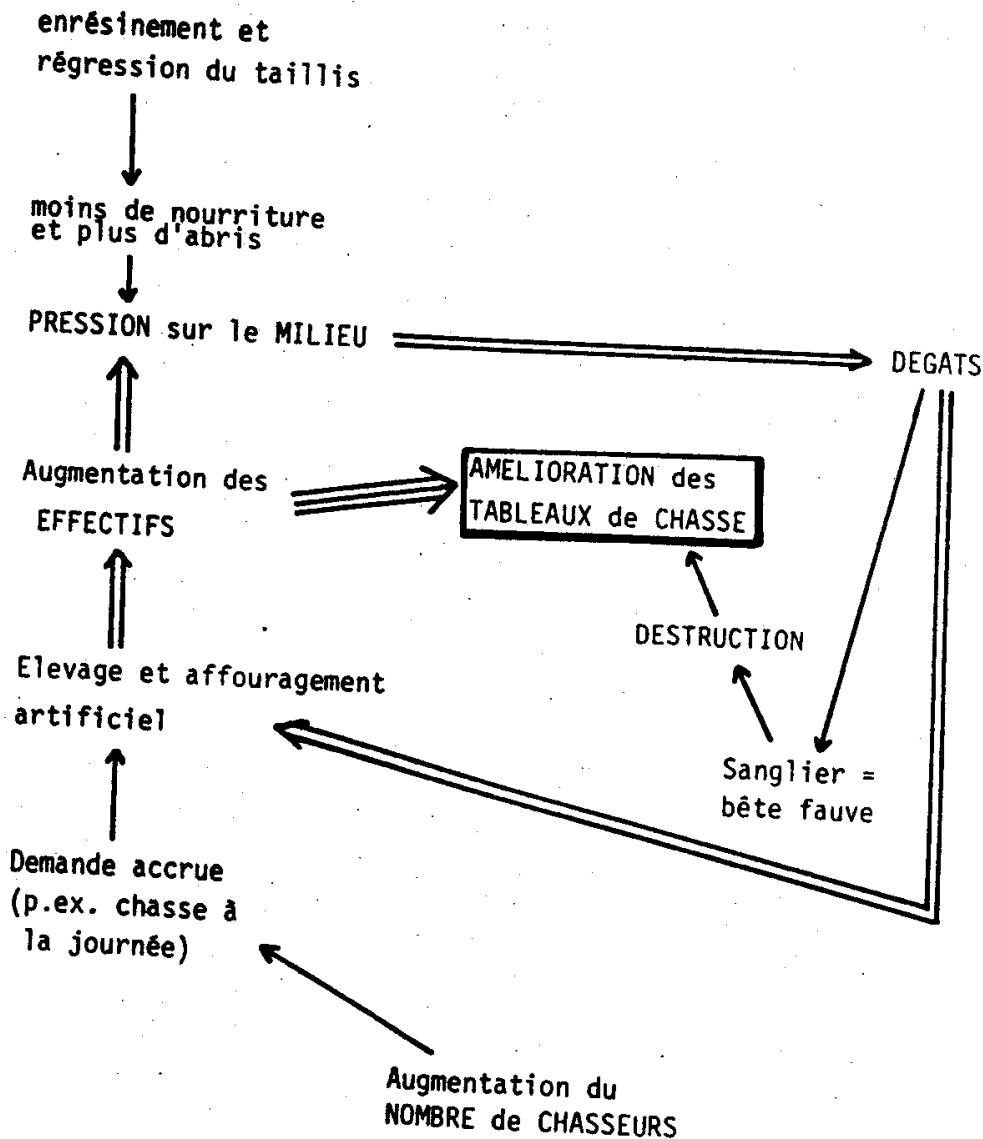 enrésinement et
régression du taillis
moins de nourriture
et plus d'abris
PRESSION sur le MILIEU
DEGATS
Augmentation des
EFFECTIFS
AMELIORATION des
TABLEAUX de CHASSE
DESTRUCTION
Elevage et affouragement
artificiel
Sanglier =
bête fauve
Demande accrue
(p.ex. chasse à
la journée)
Augmentation du
NOMBRE de CHASSEURS